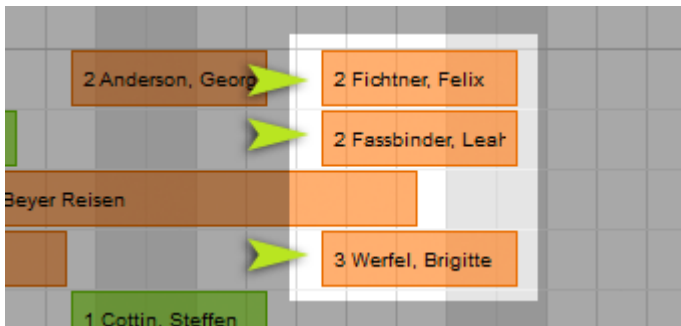 2 Anderson, Georg
2 Fichtner, Felix
2 Fassbinder, Leah
Beyer Reisen
3 Werfel, Brigitte
1 Cottin, Steffen